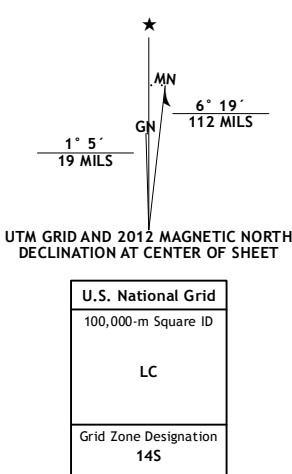 ★
MN
GN
6° 19´
112 MILS
1° 5´
19 MILS
UTM GRID AND 2012 MAGNETIC NORTH
DECLINATION AT CENTER OF SHEET
U.S. National Grid
100,000-m Square ID
LC
Grid Zone Designation
14S